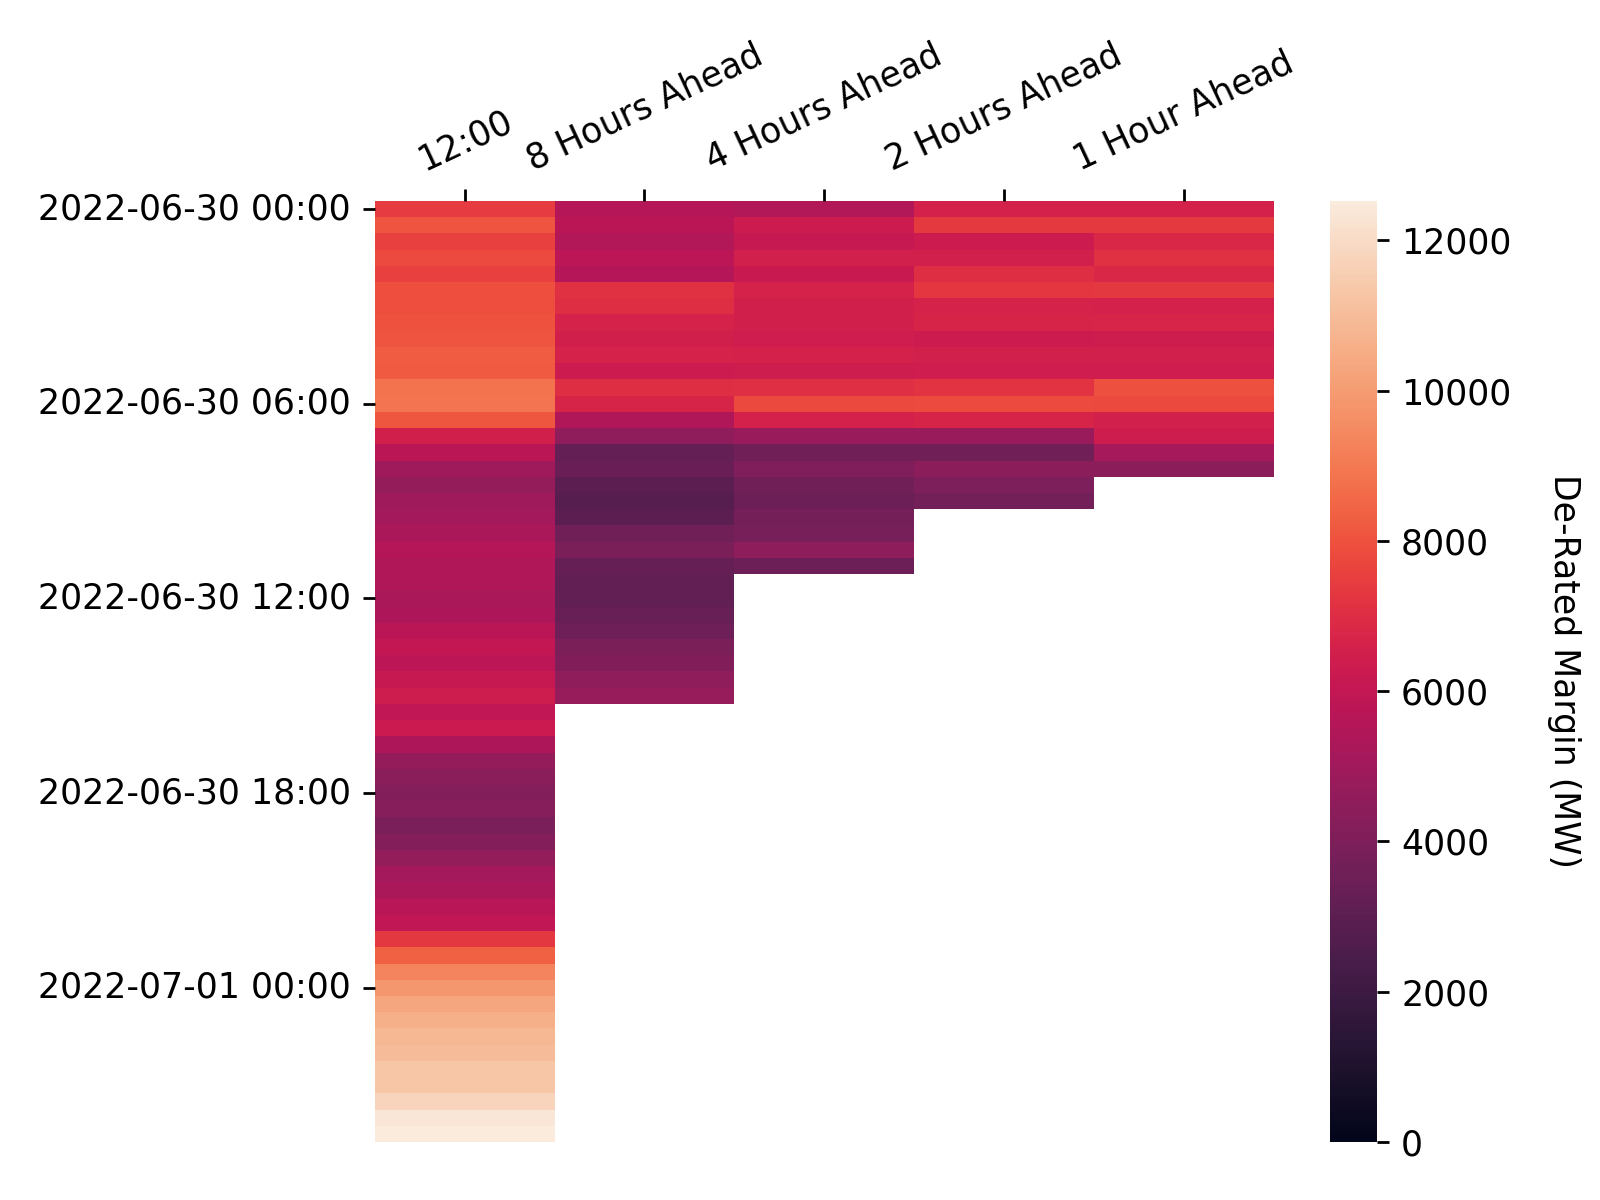 12:00
8 Hours Ahead
4 Hours Ahead
2 Hours Ahead
1 Hour Ahead
2022-06-30 00:00
2022-06-30 06:00
2022-06-30 12:00
2022-06-30 18:00
2022-07-01 00:00
12000
10000
8000
6000
4000
2000
0
De-Rated Margin (MW)